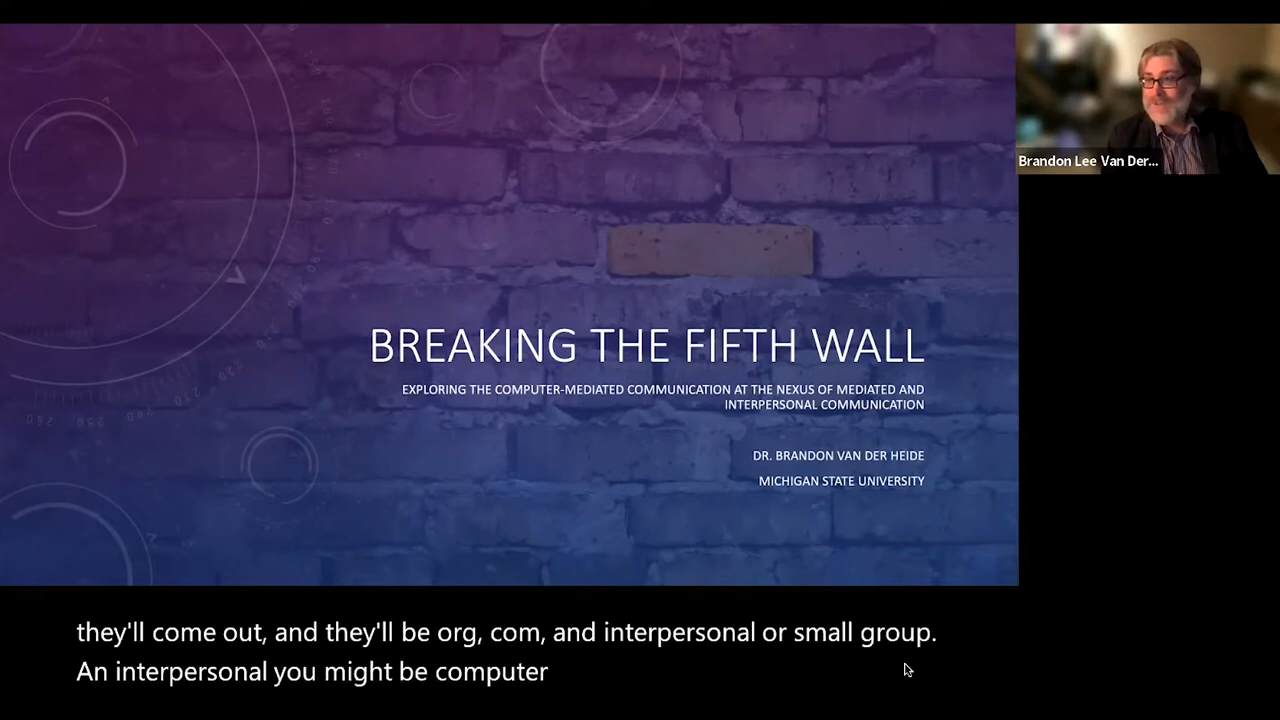 Brandon Lee Van Der...
BREAKING THE FIFTH WALL
EXPLORING THE COMPUTER-MEDIATED COMMUNICATION AT THE NEXUS OF MEDIATED AND
INTERPERSONAL COMMUNICATION
DR. BRANDON VAN DER HEIDE
MICHIGAN STATE UNIVERSITY
they'll come out, and they'll be org, com, and interpersonal or small group.
An interpersonal you might be computer